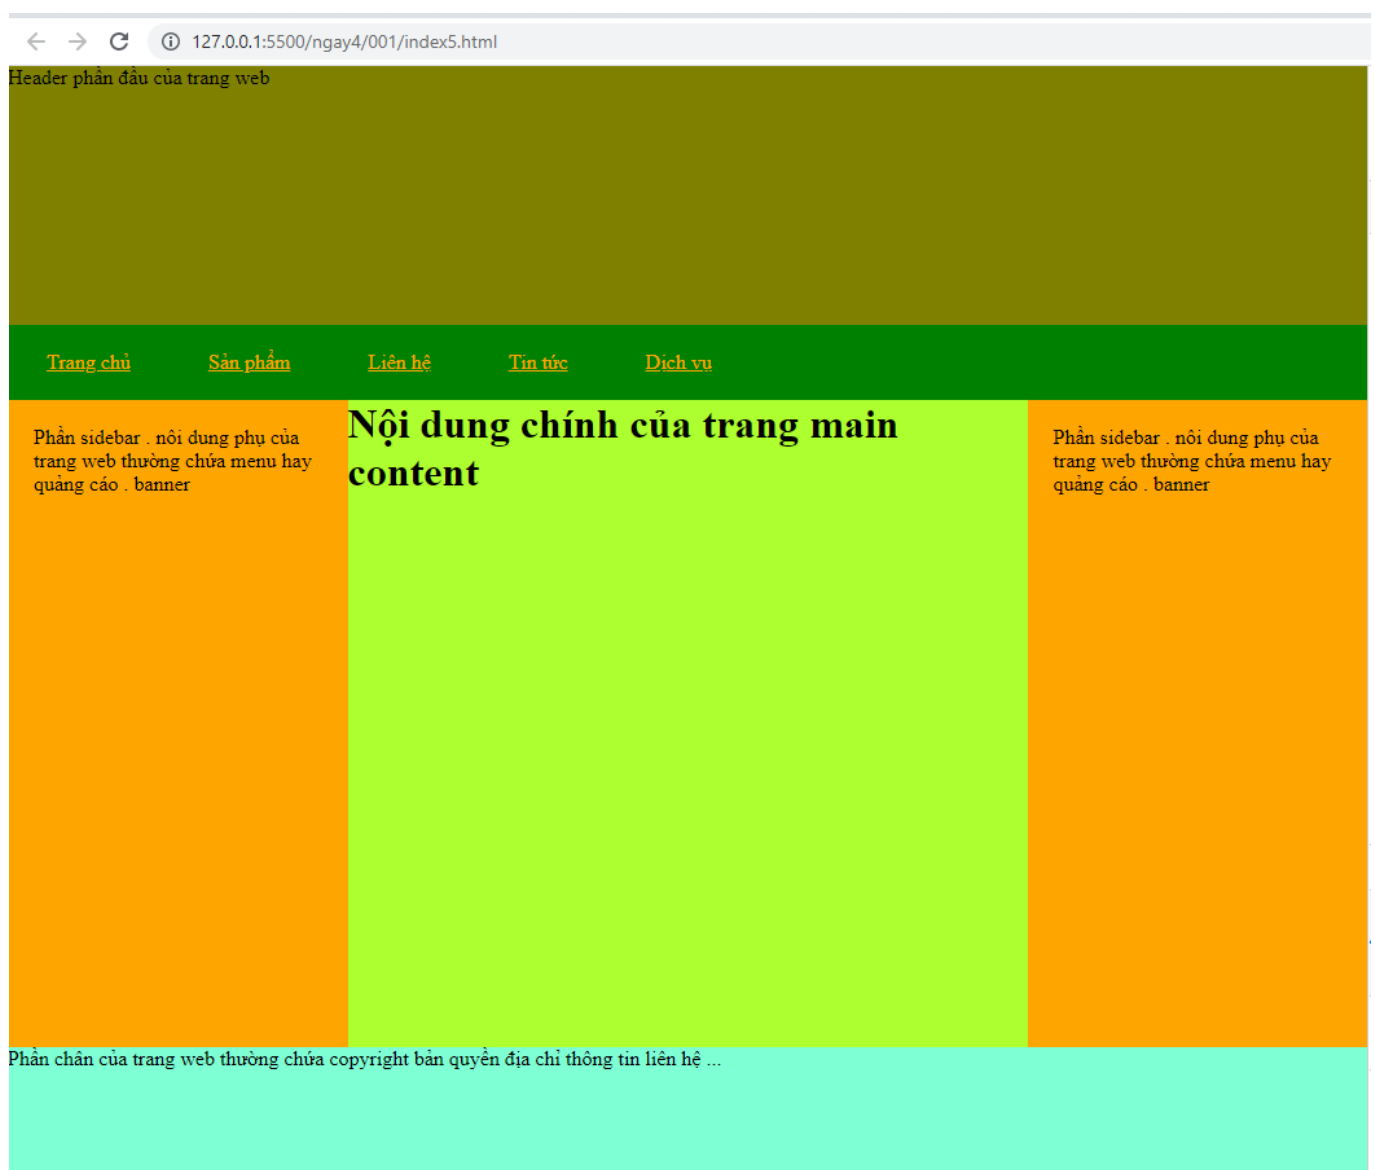 127.0.0.1:5500/ngay4/001/index5.html
Header phần đầu của trang web
Trang chủ Sản phẩm Liên hệ Tin tức Dịch vụ
Phần sidebar . nôi dung phụ của
trang web thường chứa menu hay
quảng cáo . banner
Nội dung chính của trang main
content
Phần sidebar . nôi dung phụ của
trang web thường chứa menu hay
quảng cáo . banner
Phần chân của trang web thường chứa copyright bản quyền địa chỉ thông tin liên hệ ...